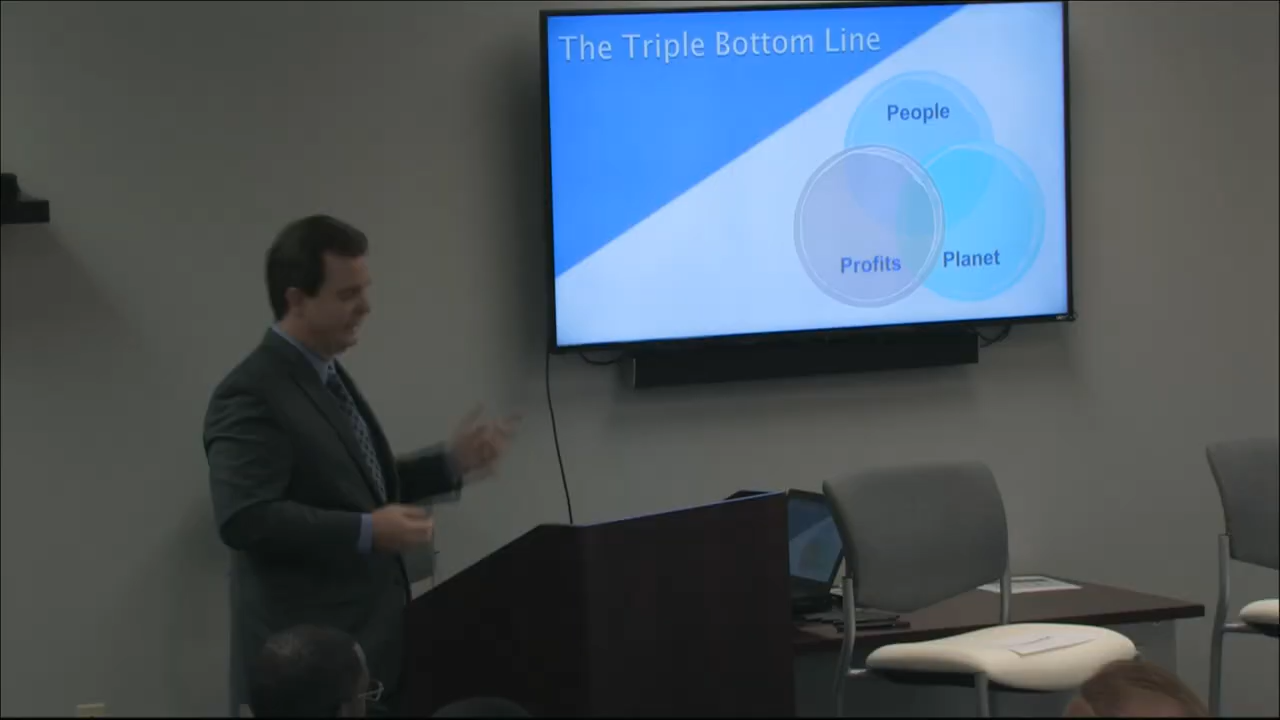 The Triple Bottom Line
People
Profits
Planet